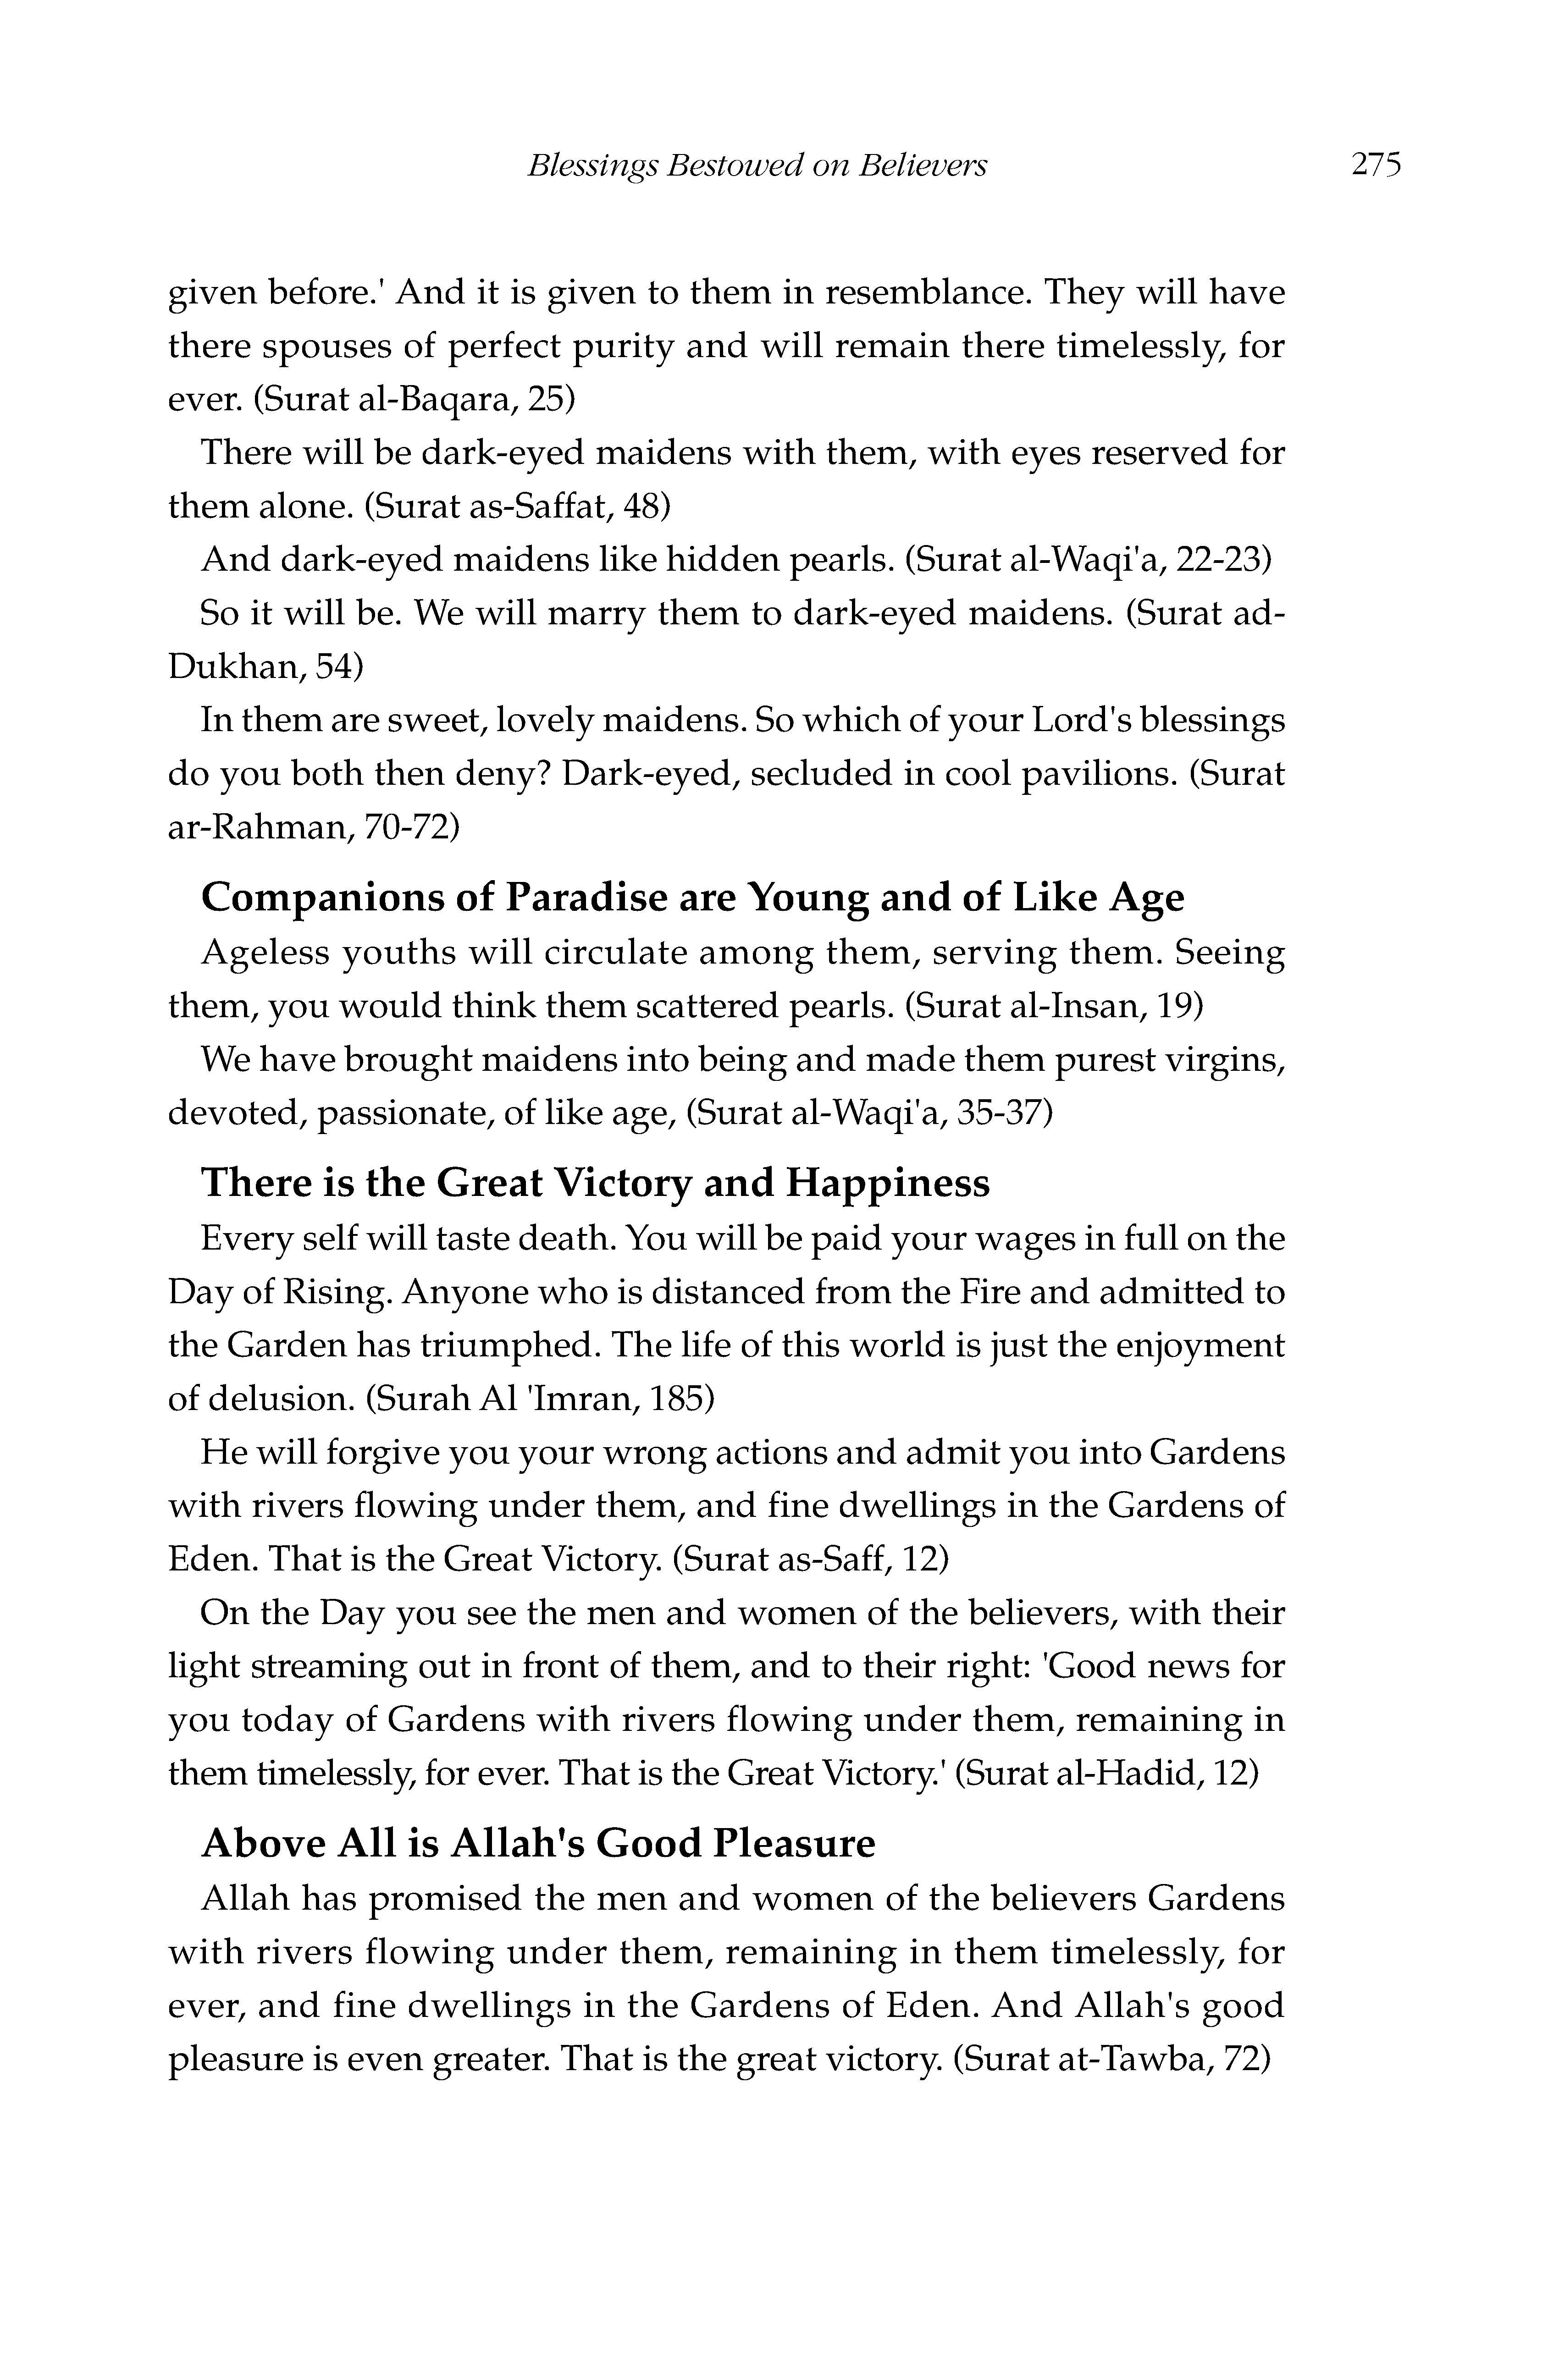 Blessings Bestowed on Believers 275
given before.' And it is given to them in resemblance. They will have
there spouses of perfect purity and will remain there timelessly, for
ever. (Surat al-Baqara, 25)
There will be dark-eyed maidens with them, with eyes reserved for
them alone. (Surat as-Saffat, 48)
And dark-eyed maidens like hidden pearls. (Surat al-Waqi'a, 22-23)
So it will be. We will marry them to dark-eyed maidens. (Surat ad-
Dukhan, 54)
In them are sweet, lovely maidens. So which of your Lord's blessings
do you both then deny? Dark-eyed, secluded in cool pavilions. (Surat
ar-Rahman, 70-72)
Companions of Paradise are Young and of Like Age
Ageless youths will circulate among them, serving them. Seeing
them, you would think them scattered pearls. (Surat al-Insan, 19)
We have brought maidens into being and made them purest virgins,
devoted, passionate, of like age, (Surat al-Waqi'a, 35-37)
There is the Great Victory and Happiness
Every self will taste death. You will be paid your wages in full on the
Day of Rising. Anyone who is distanced from the Fire and admitted to
the Garden has triumphed. The life of this world is just the enjoyment
of delusion. (Surah Al 'Imran, 185)
He will forgive you your wrong actions and admit you into Gardens
with rivers flowing under them, and fine dwellings in the Gardens of
Eden. That is the Great Victory. (Surat as-Saff, 12)
On the Day you see the men and women of the believers, with their
light streaming out in front of them, and to their right: 'Good news for
you today of Gardens with rivers flowing under them, remaining in
them timelessly, for ever. That is the Great Victory.' (Surat al-Hadid, 12)
Above All is Allah's Good Pleasure
Allah has promised the men and women of the believers Gardens
with rivers flowing under them, remaining in them timelessly, for
ever, and fine dwellings in the Gardens of Eden. And Allah's good
pleasure is even greater. That is the great victory. (Surat at-Tawba, 72)